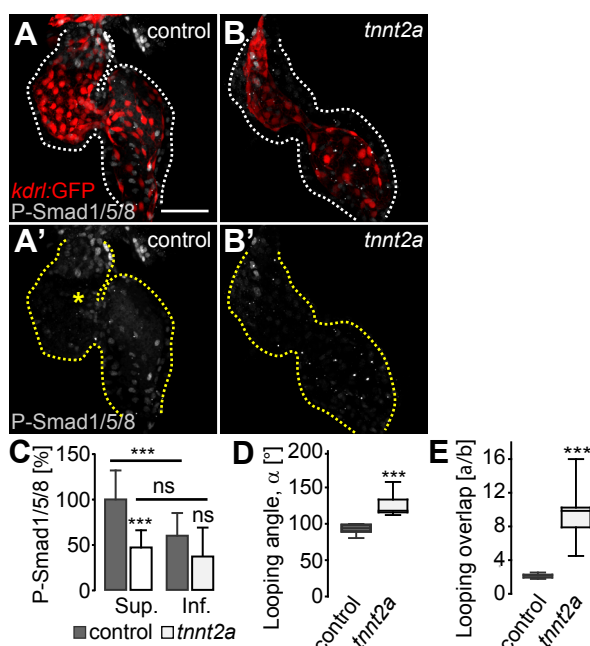 A control
B tnnt2a
kdrl:GFP
P-Smad1/5/8
A' control
B' tnnt2a
*
P-Smad1/5/8
C
P-Smad1/5/8 [%]
150
100
50
0
***
ns
***
ns
Sup. Inf.
control tnnt2a
D
Looping angle, α [°]
200
150
100
50
0
***
control
tnnt2a
E
Looping overlap [a/b]
16
12
8
4
0
***
control
tnnt2a